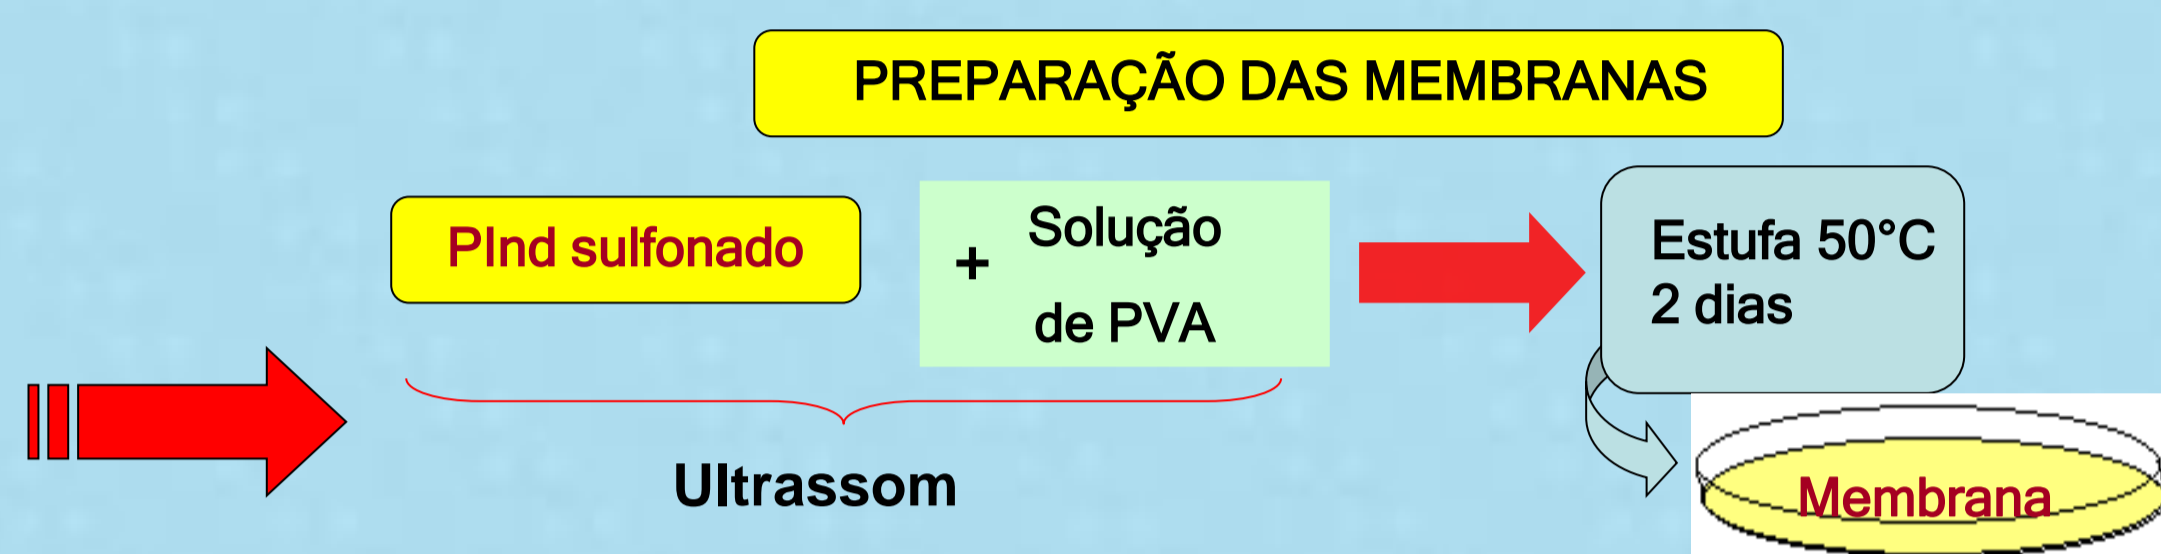 PREPARAÇÃO DAS MEMBRANAS
PInd sulfonado
+
Solução
de PVA
Estufa 50°C
2 dias
Ultrassom
Membrana